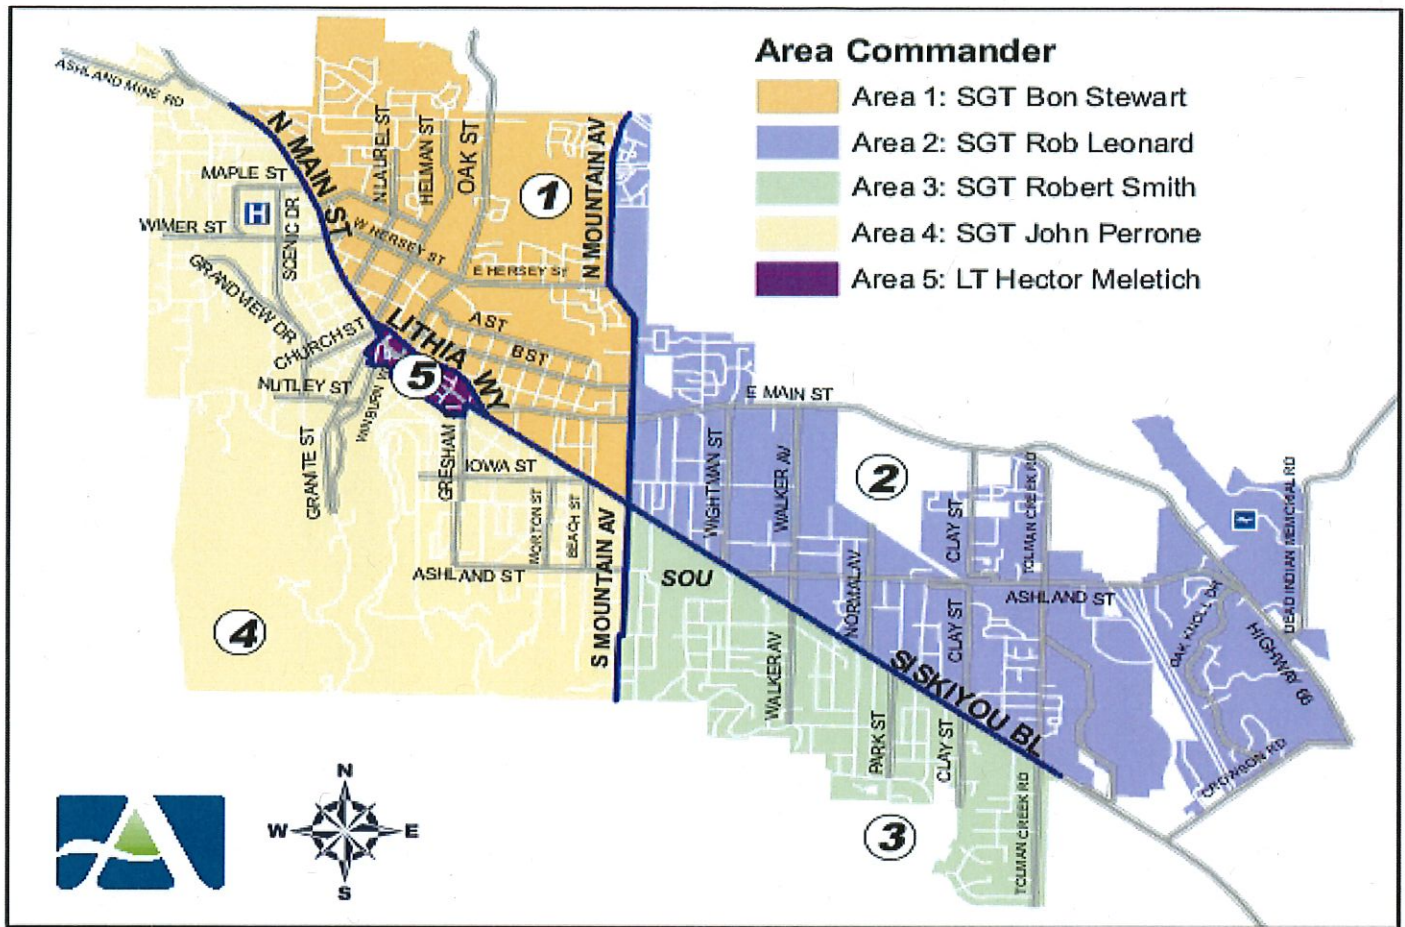 Area Commander
Area 1: SGT Bon Stewart
Area 2: SGT Rob Leonard
Area 3: SGT Robert Smith
Area 4: SGT John Perrone
Area 5: LT Hector Meletich
ASHLAND MINE RD
N MAIN ST
N LAUREL ST
HELMAN ST
OAK ST
N MOUNTAIN AV
1
MAPLE ST
H
WIMER ST
SCENIC DR
W HERSEY ST
E HERSEY ST
GRANDVIEW DR
CHURCH ST
LITHIA WY
A ST
B ST
5
NUTLEY ST
E MAIN ST
GRANITE ST
GRESHAM
IOWA ST
MORTON ST
BEACH ST
WIGHTMAN ST
WALKER AV
2
CLAY ST
TOLMAN CREEK RD
DEAD INDIAN MEMORIAL RD
ASHLAND ST
S MOUNTAIN AV
SOU
NORMAL AV
ASHLAND ST
OAK KNOLL DR
HIGHWAY 66
4
WALKER AV
CLAY ST
SISKIYOU BL
PARK ST
CLAY ST
CROWSON RD
TOLMAN CREEK RD
3
N
W E
S